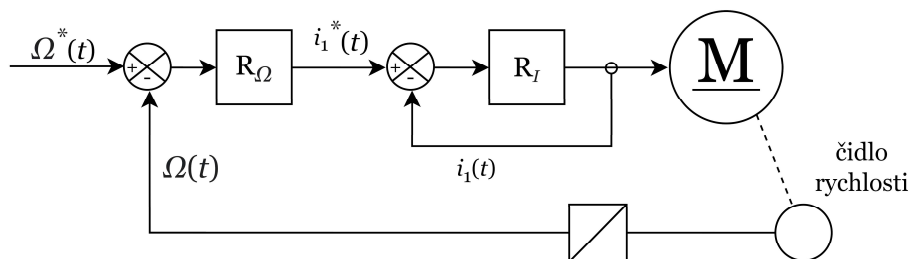 Ω*(t)
+
-
R_Ω
i₁*(t)
+
-
R_I
M
i₁(t)
Ω(t)
čidlo
rychlosti